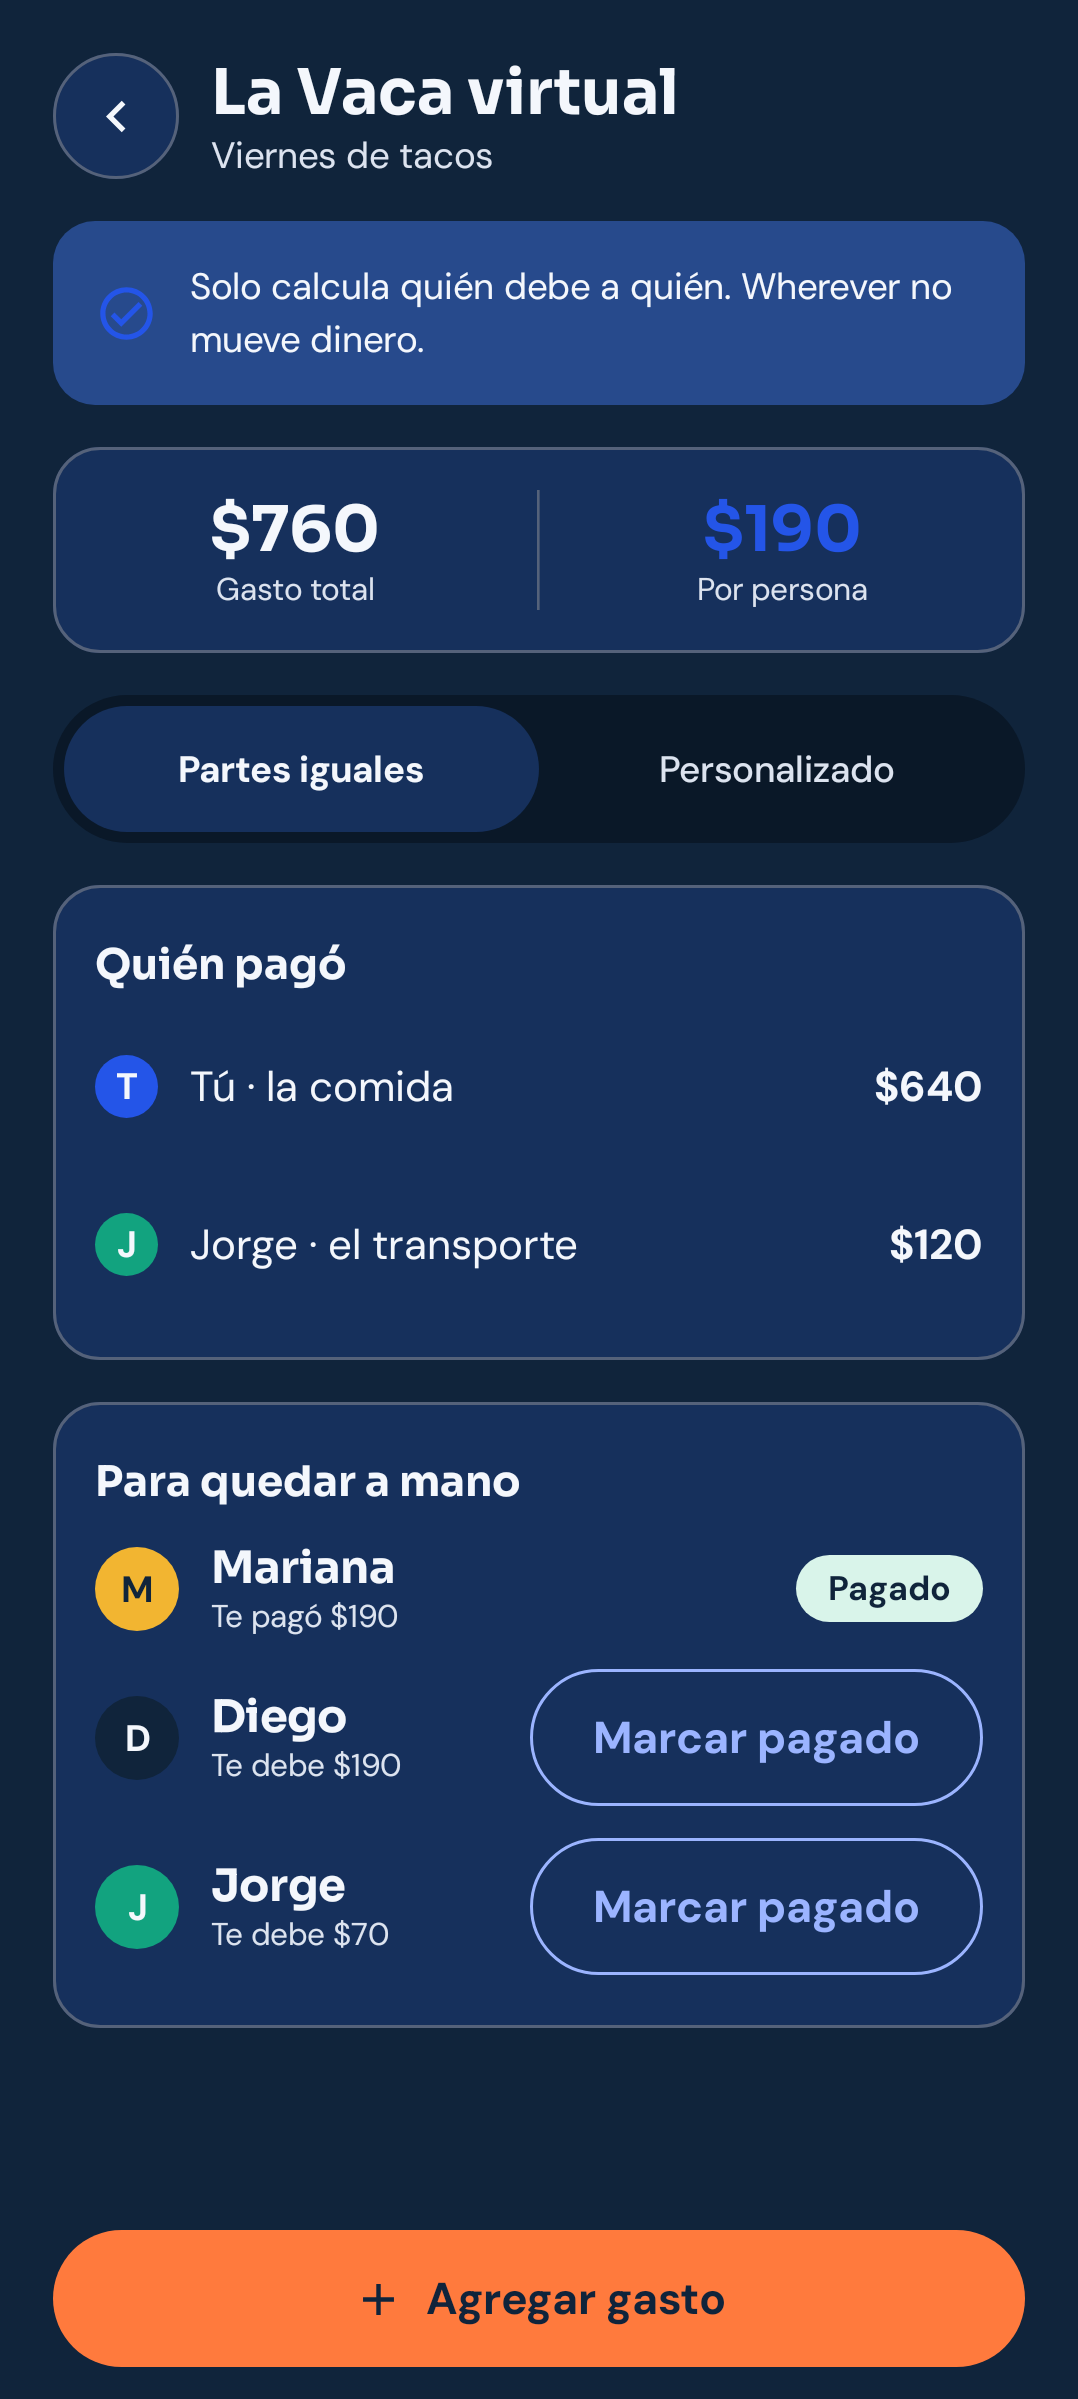 La Vaca virtual
Viernes de tacos
Solo calcula quién debe a quién. Wherever no
mueve dinero.
$760
Gasto total
$190
Por persona
Partes iguales
Personalizado
Quién pagó
T
Tú · la comida
$640
J
Jorge · el transporte
$120
Para quedar a mano
M
Mariana
Te pagó $190
Pagado
D
Diego
Te debe $190
Marcar pagado
J
Jorge
Te debe $70
Marcar pagado
+ Agregar gasto